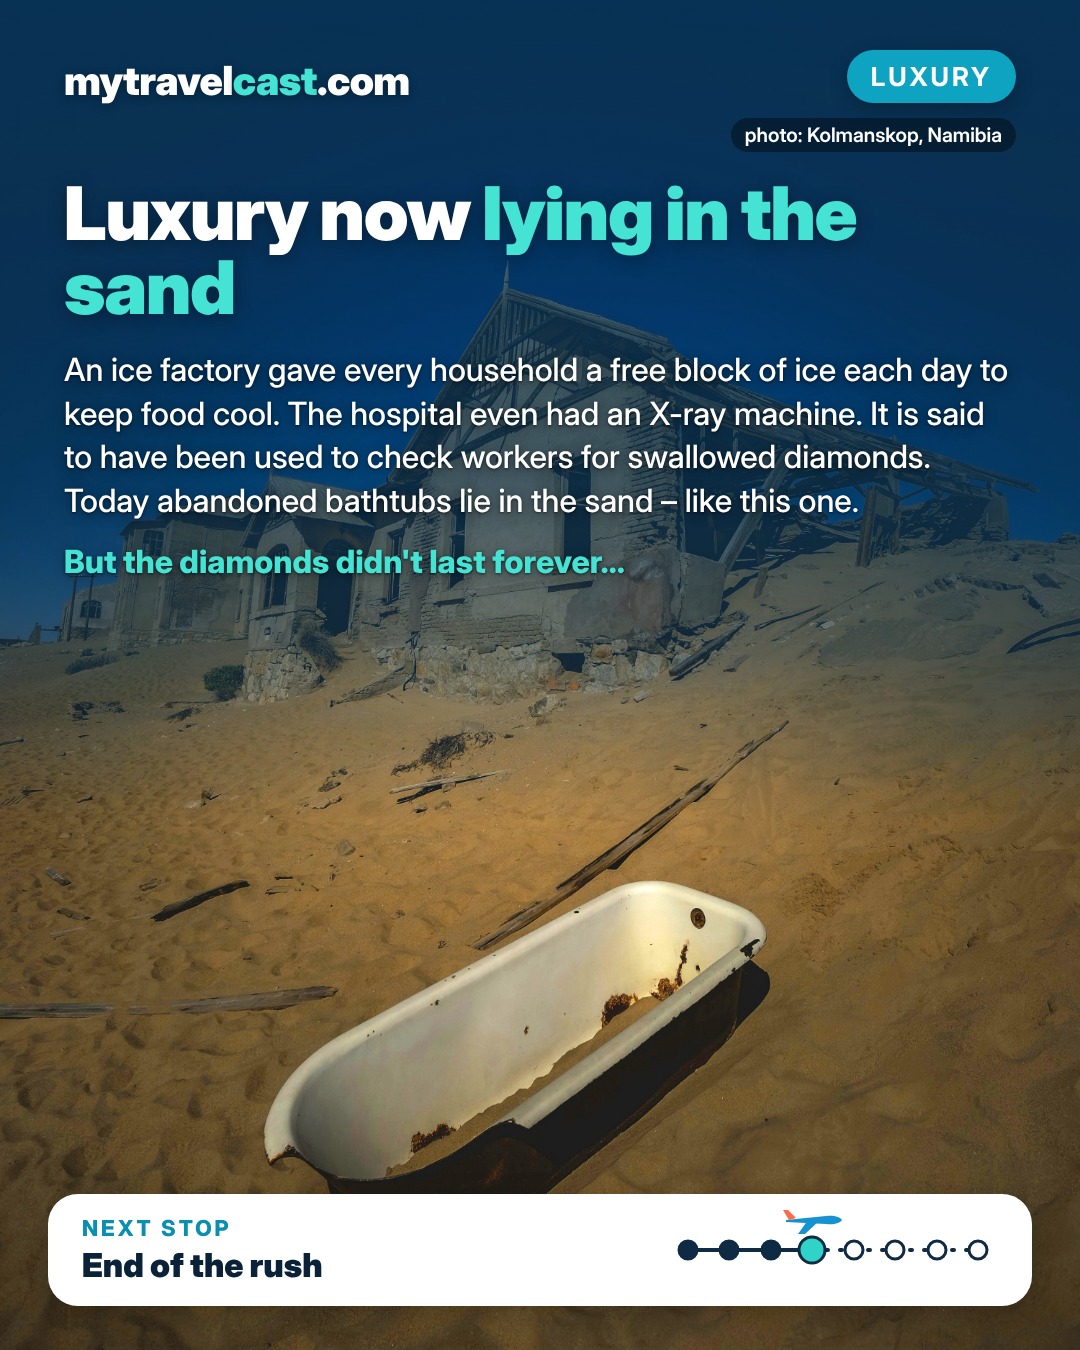 mytravelcast.com
LUXURY
photo: Kolmanskop, Namibia
Luxury now lying in the
sand
An ice factory gave every household a free block of ice each day to
keep food cool. The hospital even had an X-ray machine. It is said
to have been used to check workers for swallowed diamonds.
Today abandoned bathtubs lie in the sand – like this one.
But the diamonds didn't last forever...
NEXT STOP
End of the rush